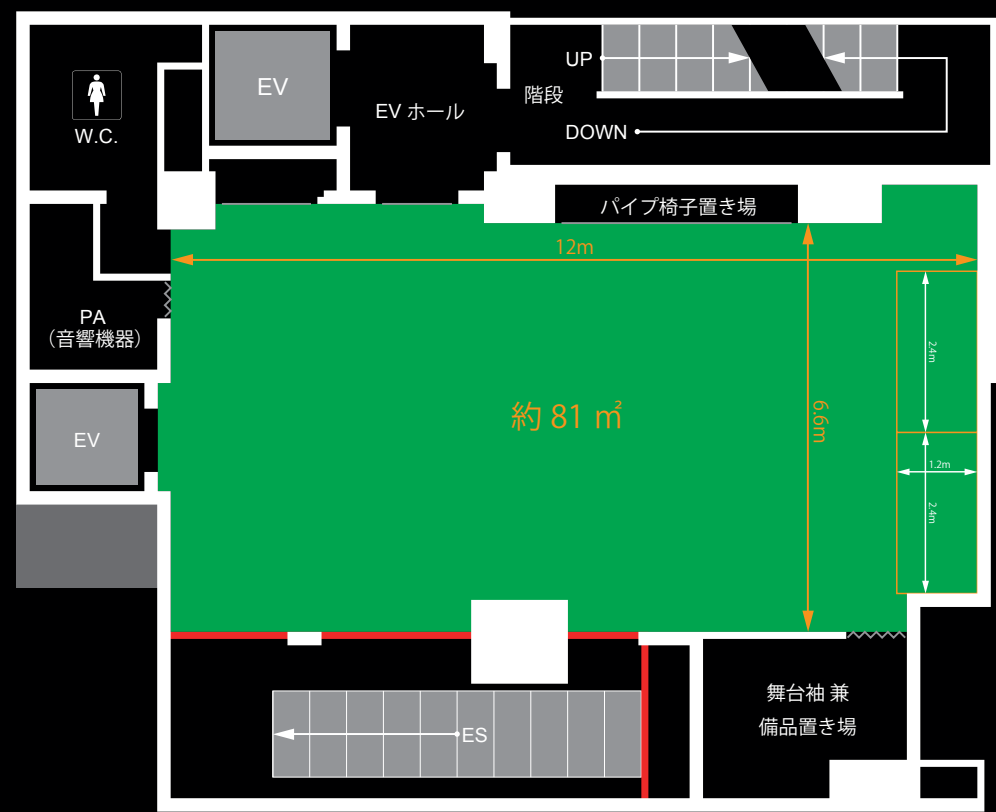 UP
EV
EV ホール
階段
W.C.
DOWN
パイプ椅子置き場
12m
PA
（音響機器）
2.4m
約 81 ㎡
6.6m
EV
1.2m
2.4m
舞台袖 兼
備品置き場
ES